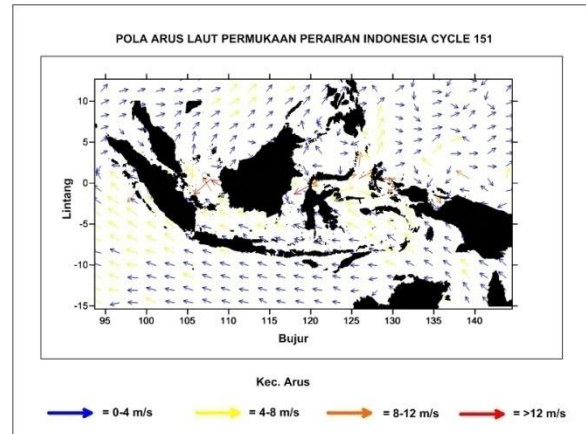 POLA ARUS LAUT PERMUKAAN PERAIRAN INDONESIA CYCLE 151
10
5
0
-5
-10
-15
Lintang
95 100 105 110 115 120 125 130 135 140
Bujur
Kec. Arus
= 0-4 m/s = 4-8 m/s = 8-12 m/s = >12 m/s